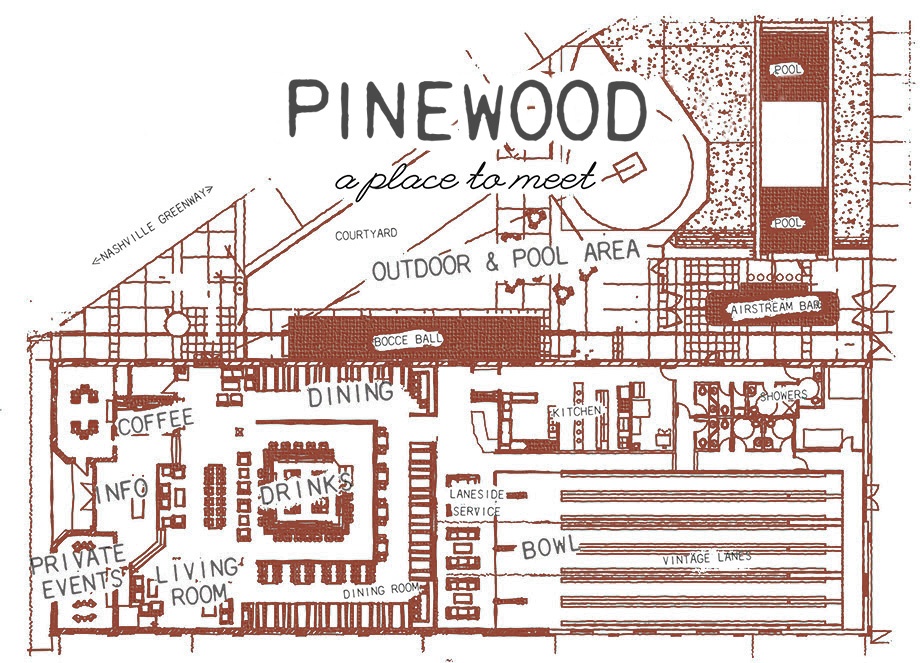 POOL
PINEWOOD
a place to meet
<NASHVILLE GREENWAY>
COURTYARD
POOL
OUTDOOR & POOL AREA
AIRSTREAM BAR
BOCCE BALL
DINING
SHOWERS
COFFEE
KITCHEN
INFO
DRINKS
LANESIDE
SERVICE
BOWL
VINTAGE LANES
PRIVATE
EVENTS
LIVING
ROOM
DINING ROOM